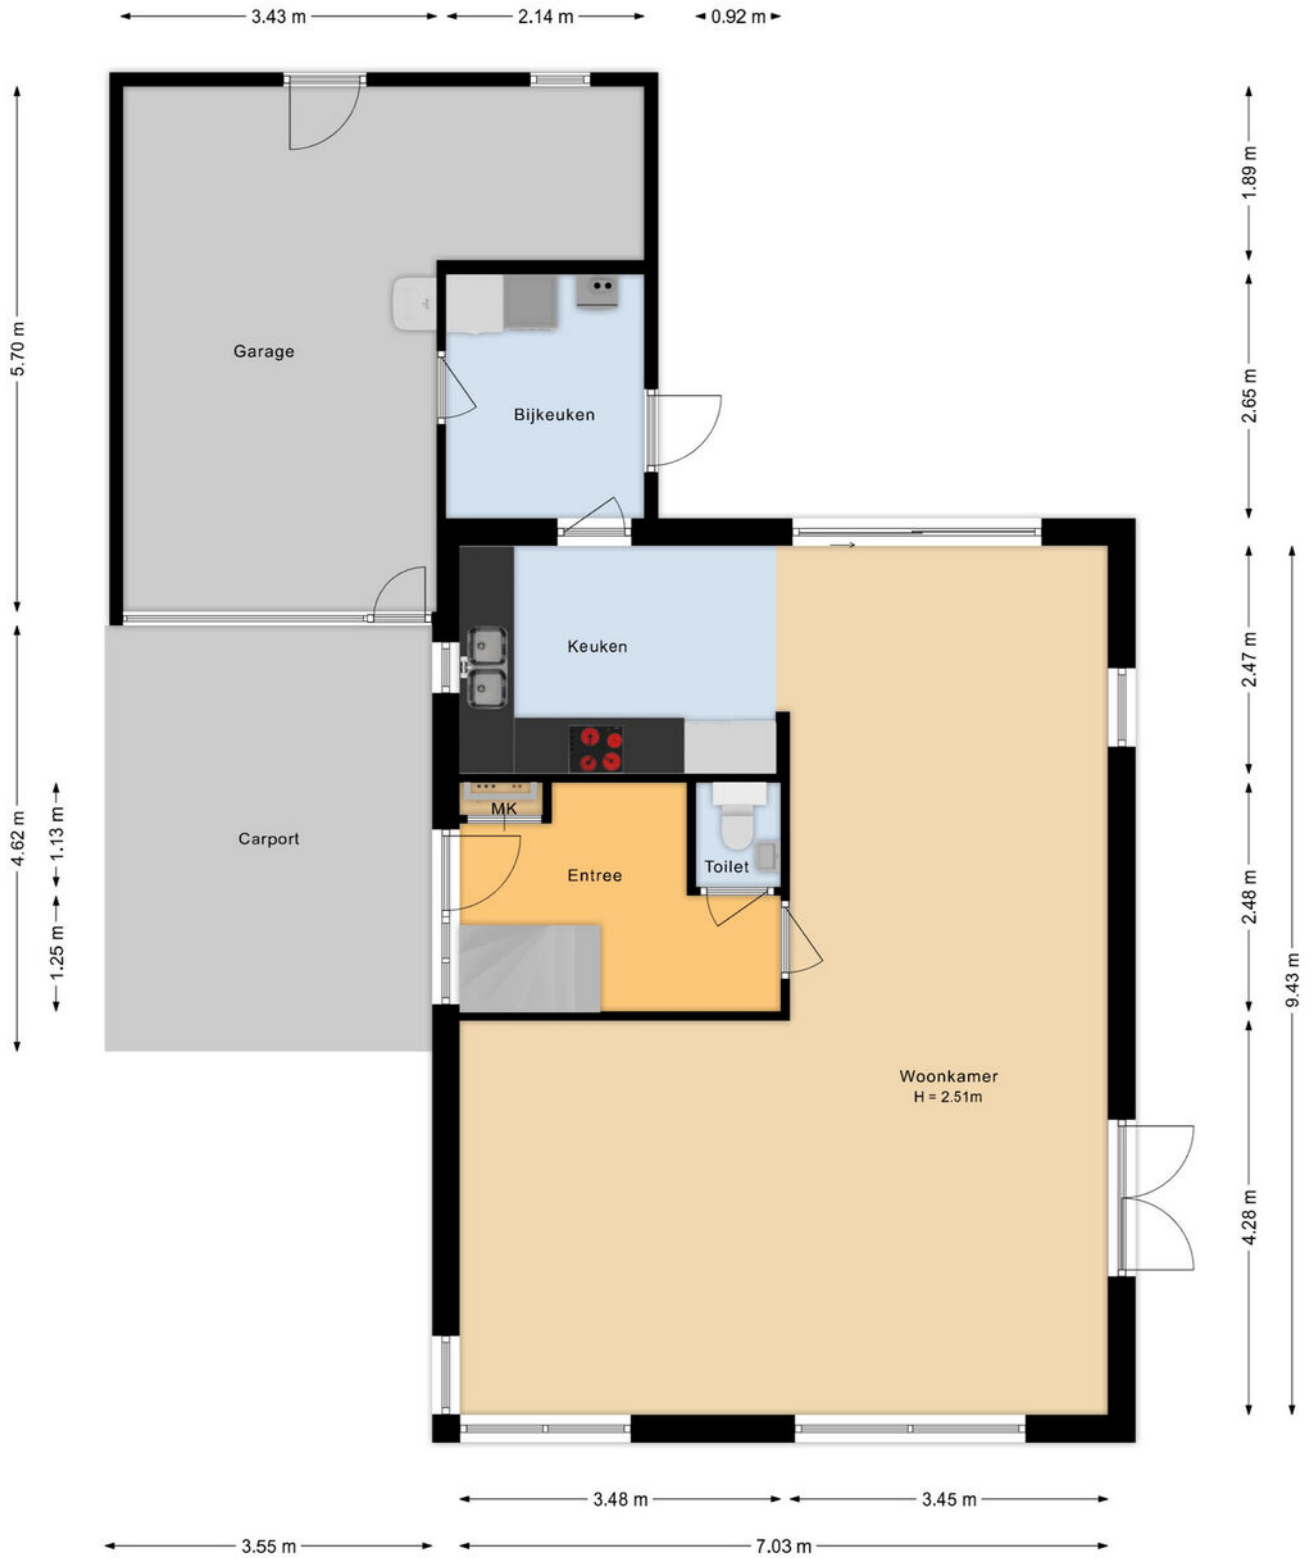 3.43 m
2.14 m
0.92 m
1.89 m
5.70 m
Garage
2.65 m
Bijkeuken
Keuken
2.47 m
MK
4.62 m
1.13 m
Carport
Toilet
Entree
2.48 m
1.25 m
9.43 m
Woonkamer
H = 2.51m
4.28 m
3.48 m
3.45 m
3.55 m
7.03 m